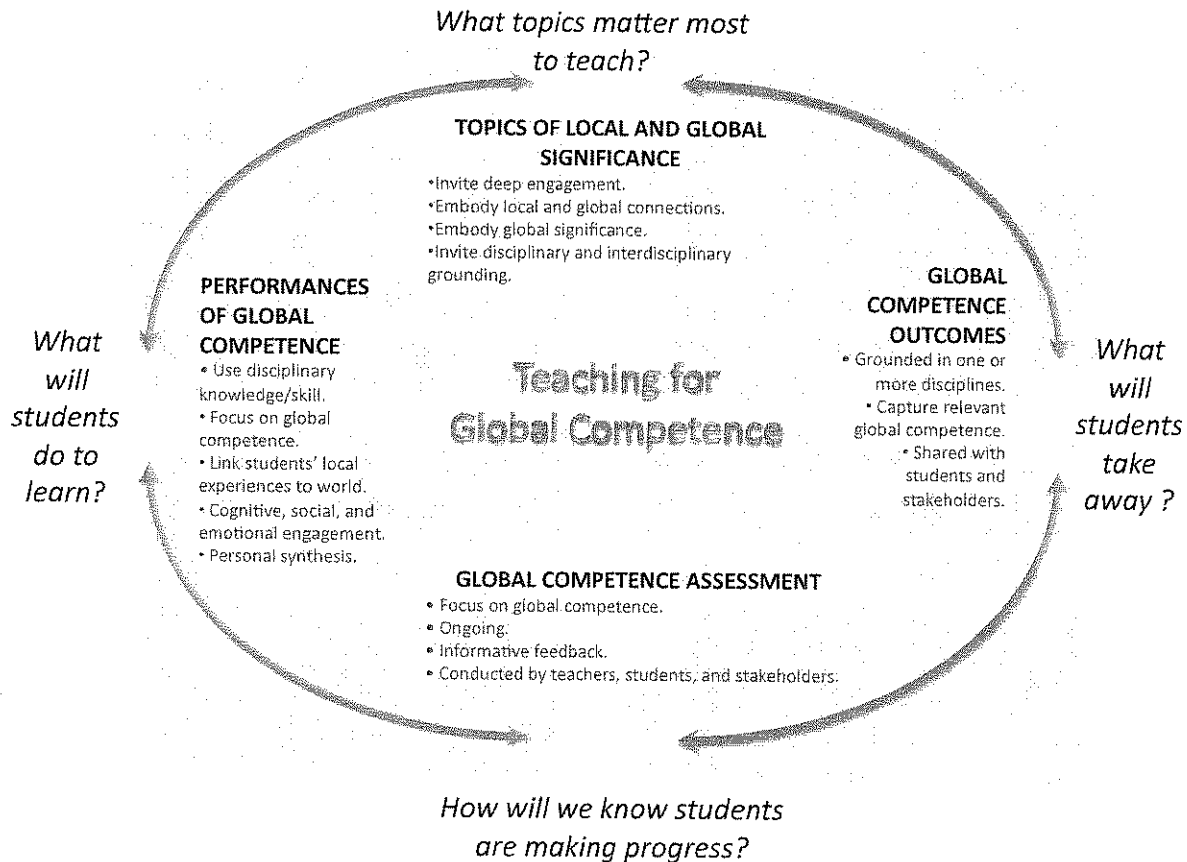 What topics matter most
to teach?
TOPICS OF LOCAL AND GLOBAL
SIGNIFICANCE
•Invite deep engagement.
•Embody local and global connections.
•Embody global significance.
•Invite disciplinary and interdisciplinary
grounding.
PERFORMANCES
OF GLOBAL
COMPETENCE
• Use disciplinary
knowledge/skill.
• Focus on global
competence.
• Link students' local
experiences to world.
• Cognitive, social, and
emotional engagement.
• Personal synthesis.
What
will
students
do to
learn?
Teaching for
Global Competence
GLOBAL
COMPETENCE
OUTCOMES
• Grounded in one or
more disciplines.
• Capture relevant
global competence.
• Shared with
students and
stakeholders.
What
will
students
take
away ?
GLOBAL COMPETENCE ASSESSMENT
• Focus on global competence.
• Ongoing.
• Informative feedback.
• Conducted by teachers, students, and stakeholders.
How will we know students
are making progress?